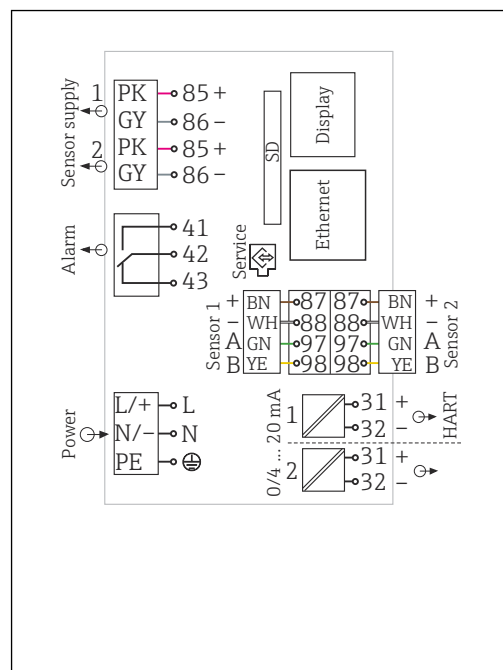 Sensor supply
1 PK 85 +
GY 86 -
2 PK 85 +
GY 86 -
Display
SD
Ethernet
Alarm
41
42
43
Service
Sensor 1
+ BN 87 87 BN +
- WH 88 88 WH -
A GN 97 97 GN A
B YE 98 98 YE B
Sensor 2
Power
L/+ L
N/- N
PE
0/4 ... 20 mA
1 31 +
32 -
HART
2 31 +
32 -